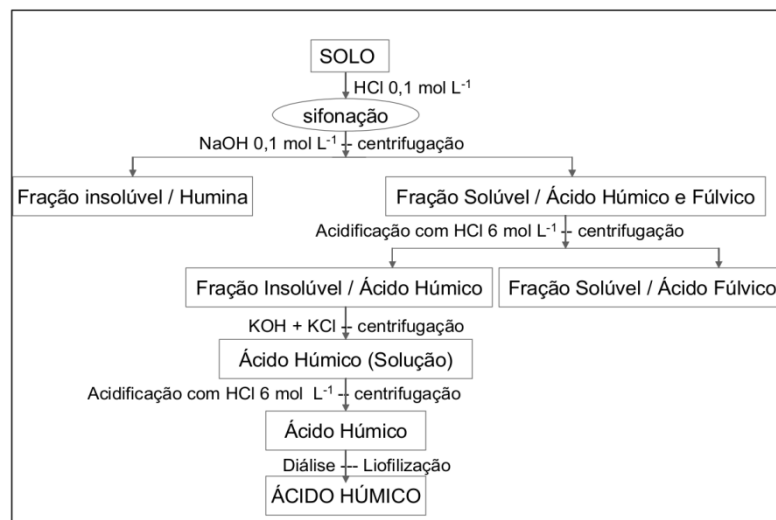 SOLO
HCl 0,1 mol L-1
sifonação
NaOH 0,1 mol L-1 -- centrifugação
Fração insolúvel / Humina
Fração Solúvel / Ácido Húmico e Fúlvico
Acidificação com HCl 6 mol L-1 -- centrifugação
Fração Insolúvel / Ácido Húmico
Fração Solúvel / Ácido Fúlvico
KOH + KCl -- centrifugação
Ácido Húmico (Solução)
Acidificação com HCl 6 mol L-1 -- centrifugação
Ácido Húmico
Diálise --- Liofilização
ÁCIDO HÚMICO